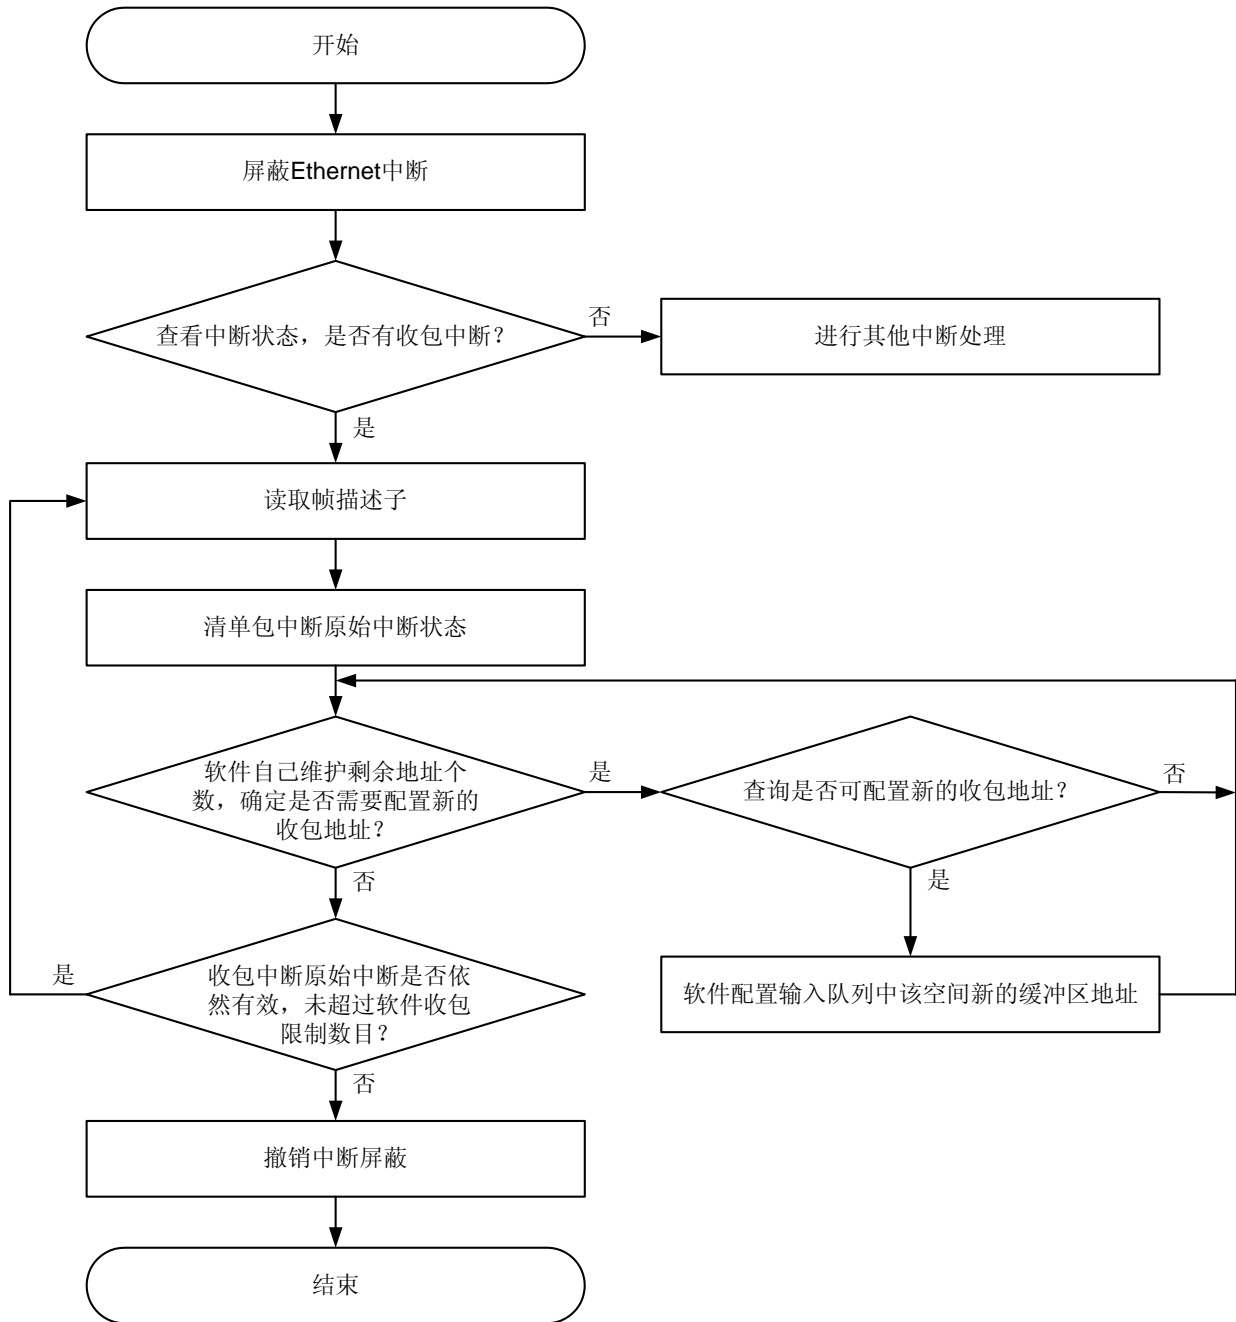 开始
屏蔽Ethernet中断
查看中断状态，是否有收包中断？
否
进行其他中断处理
是
读取帧描述子
清单包中断原始中断状态
软件自己维护剩余地址个
数，确定是否需要配置新的
收包地址？
是
查询是否可配置新的收包地址？
否
否
是
收包中断原始中断是否依
然有效，未超过软件收包
限制数目？
是
软件配置输入队列中该空间新的缓冲区地址
否
撤销中断屏蔽
结束